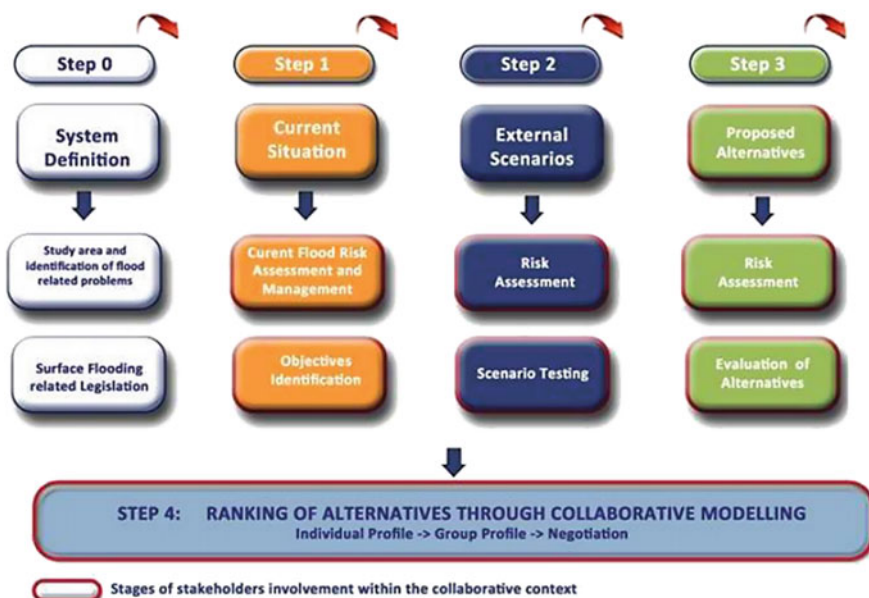 Step 0
System
Definition
Study area and
identification of flood
related problems
Surface Flooding
related Legislation
Step 1
Current
Situation
Curent Flood Risk
Assessment and
Management
Objectives
Identification
Step 2
External
Scenarios
Risk
Assessment
Scenario Testing
Step 3
Proposed
Alternatives
Risk
Assessment
Evaluation of
Alternatives
STEP 4: RANKING OF ALTERNATIVES THROUGH COLLABORATIVE MODELLING
Individual Profile -> Group Profile -> Negotiation
Stages of stakeholders involvement within the collaborative context